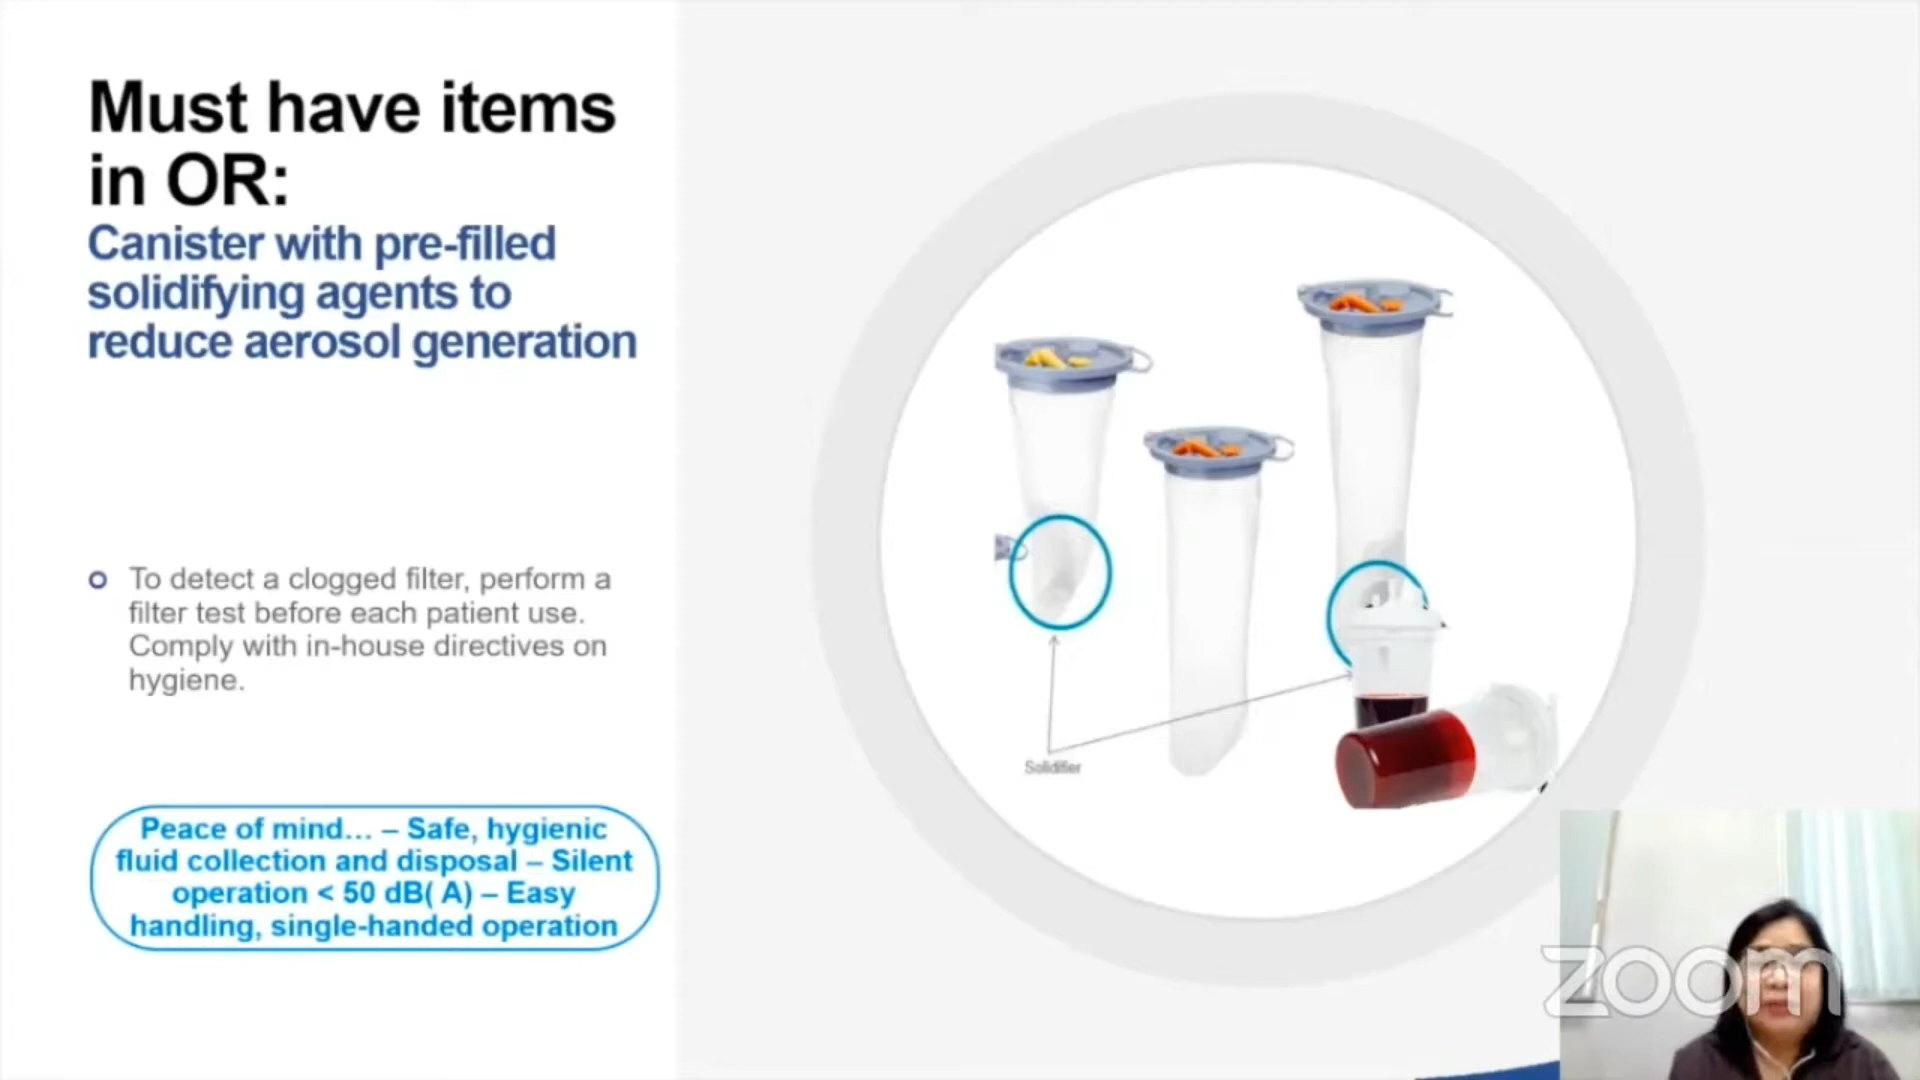 Must have items
in OR:
Canister with pre-filled
solidifying agents to
reduce aerosol generation
To detect a clogged filter, perform a
filter test before each patient use.
Comply with in-house directives on
hygiene.
Peace of mind... – Safe, hygienic
fluid collection and disposal – Silent
operation < 50 dB( A) – Easy
handling, single-handed operation
Solidifier
zoom